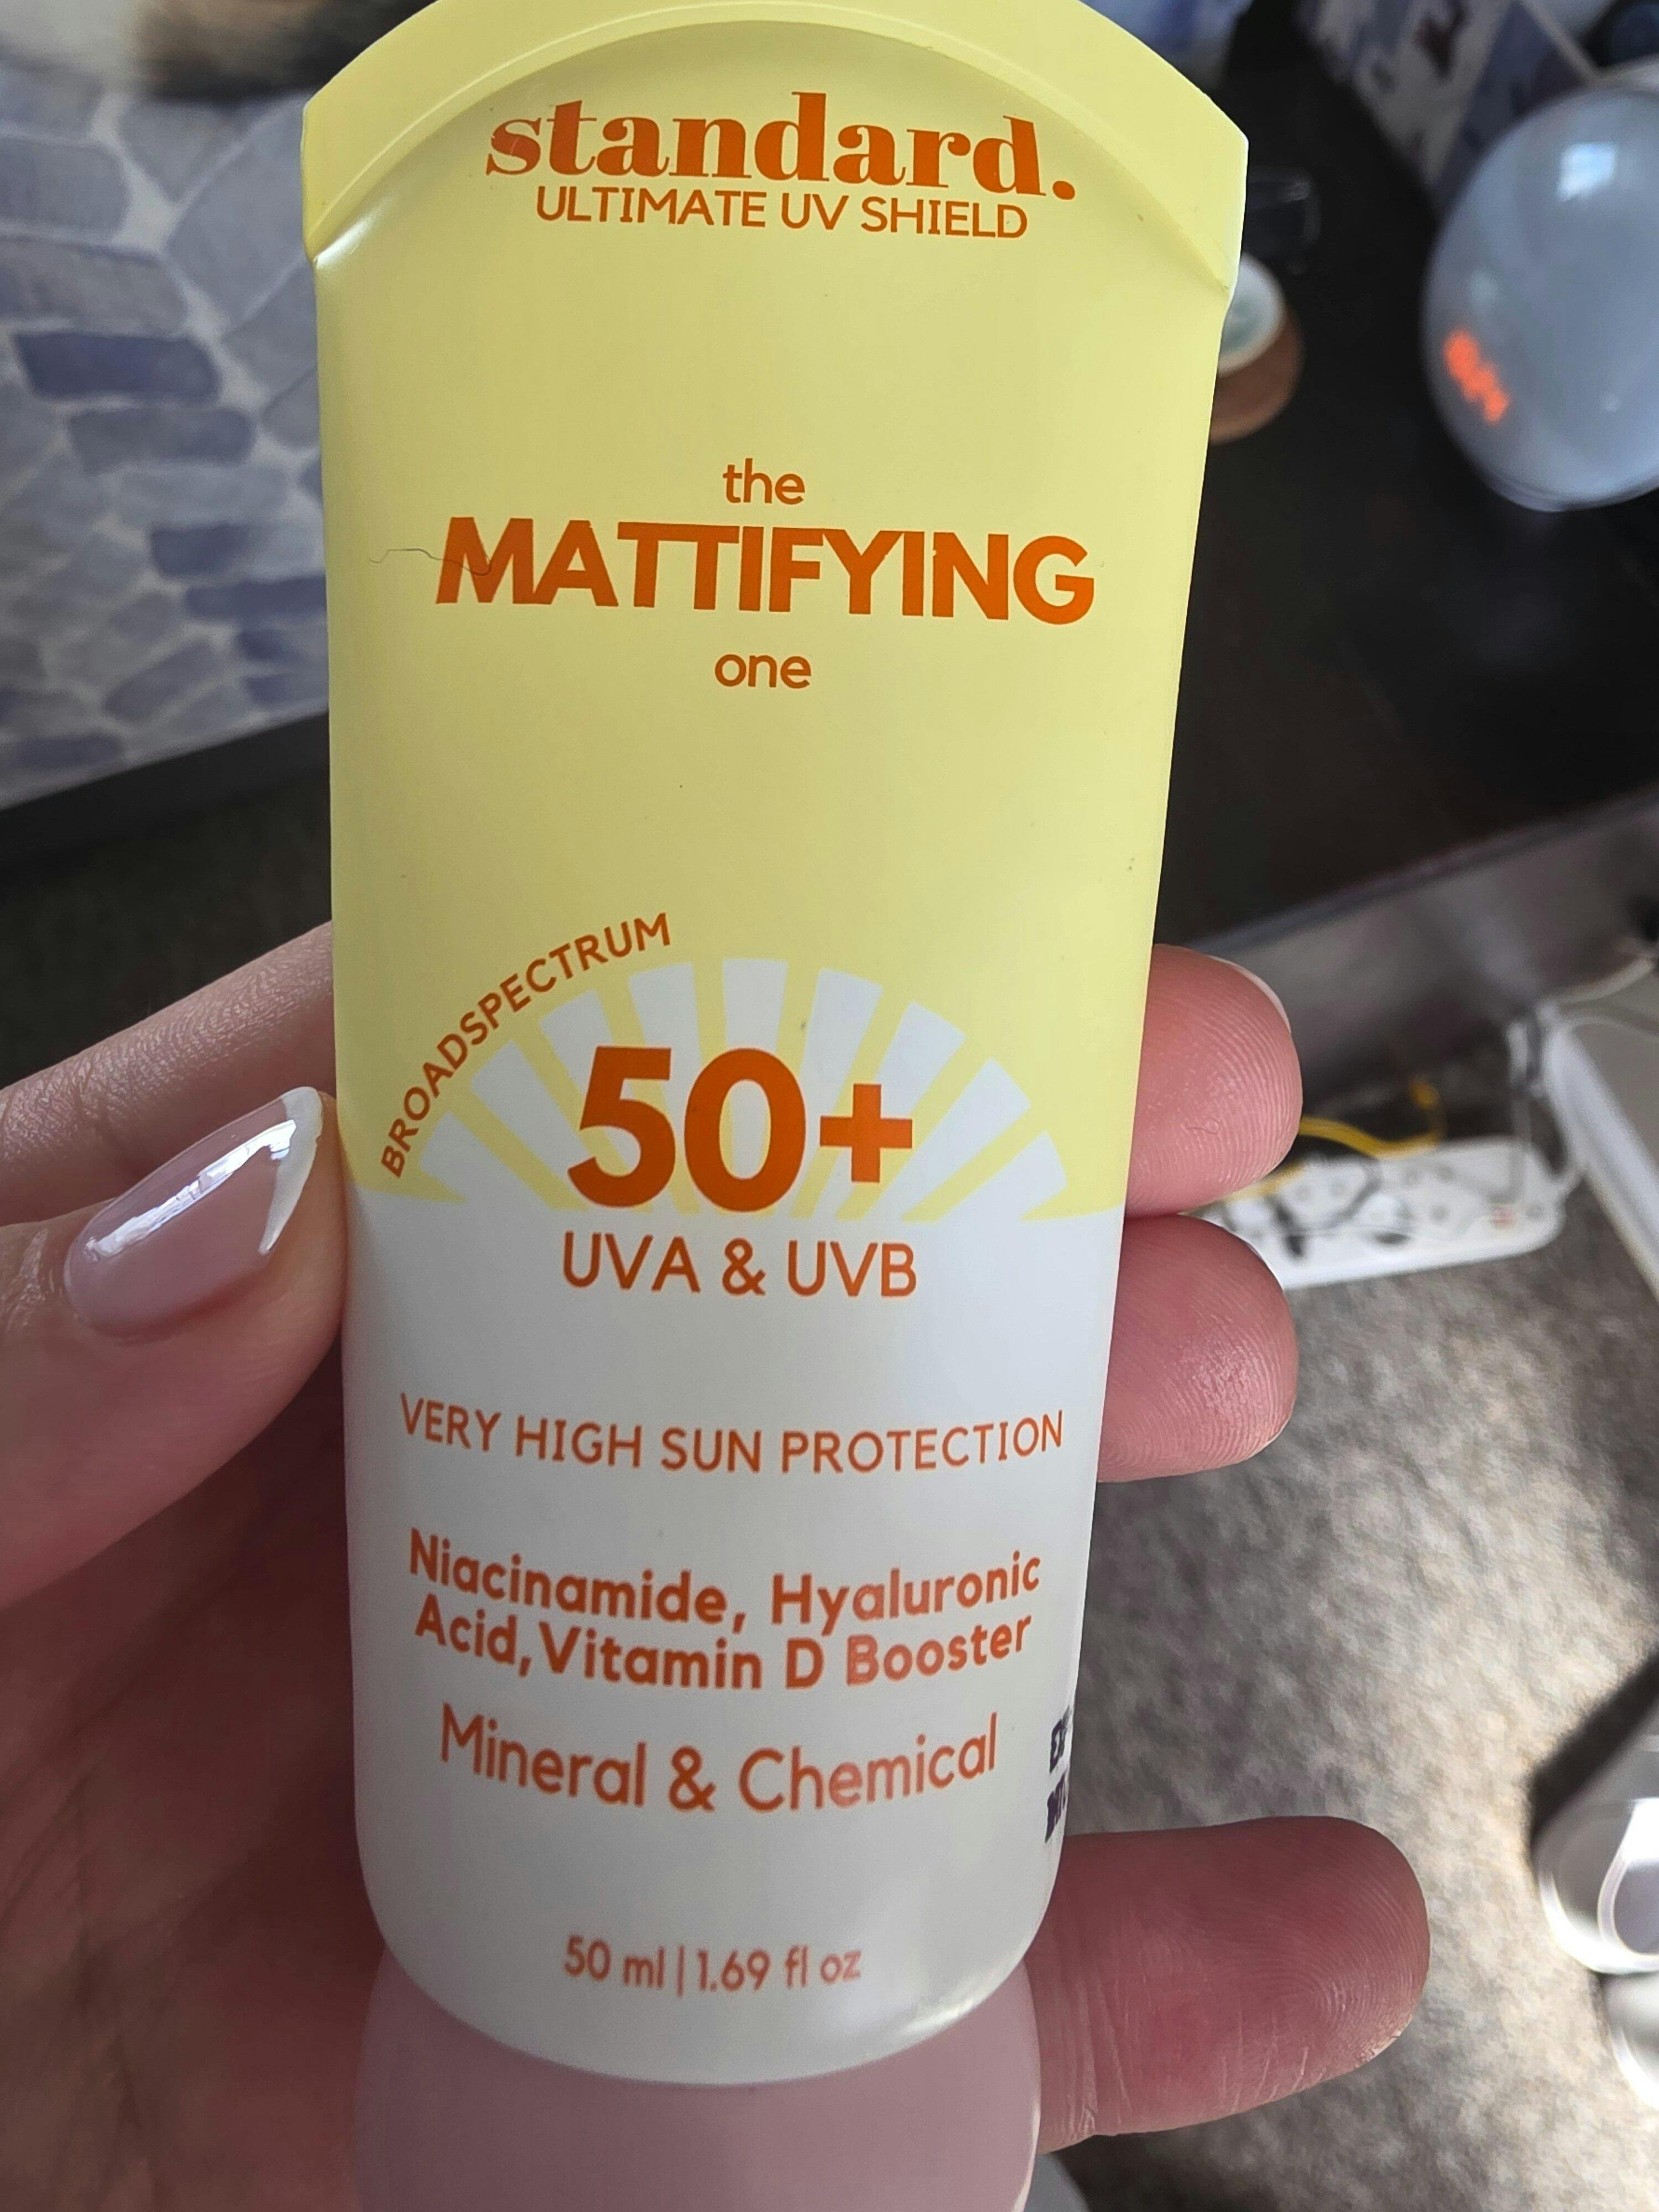 standard.
ULTIMATE UV SHIELD
the
MATTIFYING
one
BROADSPECTRUM
50+
UVA & UVB
VERY HIGH SUN PROTECTION
Niacinamide, Hyaluronic
Acid, Vitamin D Booster
Mineral & Chemical
50 ml | 1.69 fl oz